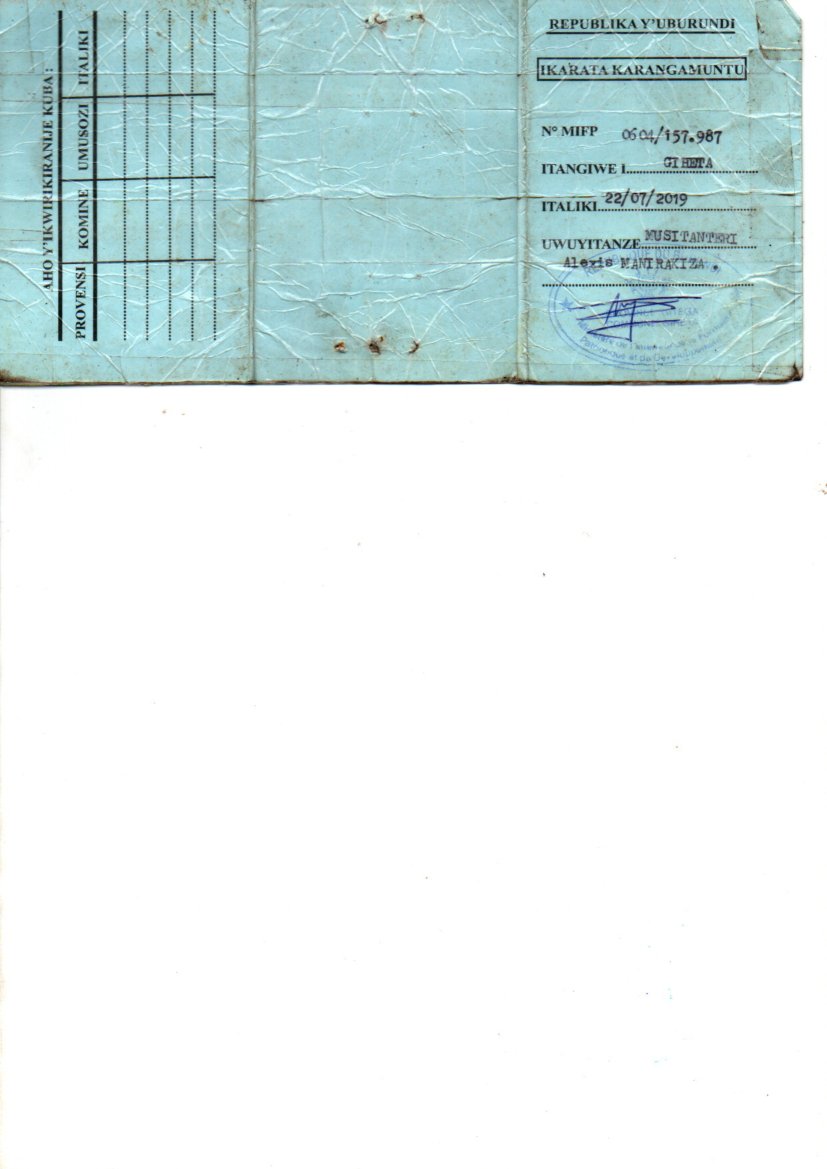 AHO Y'IKWIRIKIRANIJE KUBA :
PROVENSI KOMINE UMUSOZI ITALIKI
REPUBLIKA Y'UBURUNDI
IKARATA KARANGAMUNTU
N° MIFP 0604/157.987
ITANGIWE I GIHETA
ITALIKI 22/07/2019
UWUYITANZE MUSITANTERI
Alexis MANIRAKIZA.